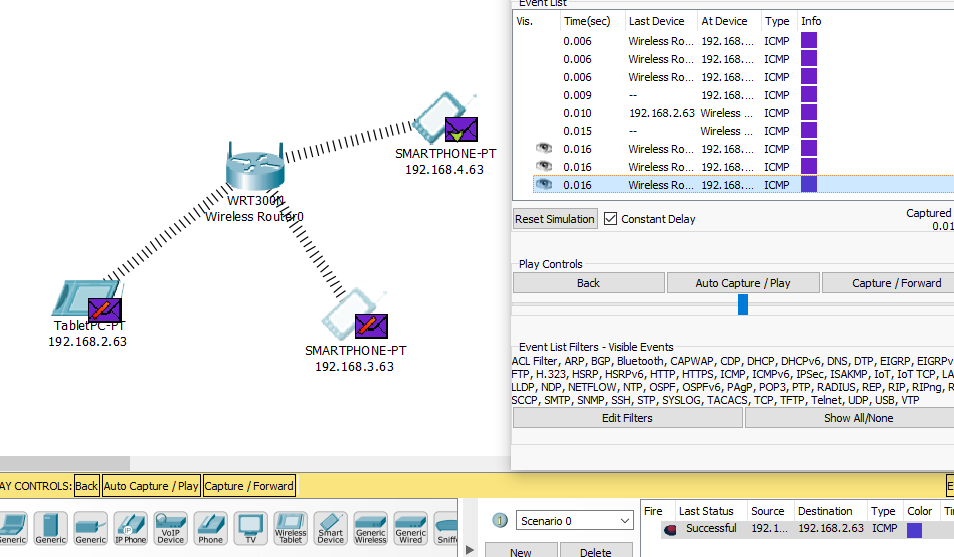 Event List
Vis. Time(sec) Last Device At Device Type Info
0.006 Wireless Ro... 192.168.... ICMP
0.006 Wireless Ro... 192.168.... ICMP
0.006 Wireless Ro... 192.168.... ICMP
0.009 -- 192.168.... ICMP
0.010 192.168.2.63 Wireless ... ICMP
0.015 -- Wireless ... ICMP
0.016 Wireless Ro... 192.168.... ICMP
0.016 Wireless Ro... 192.168.... ICMP
0.016 Wireless Ro... 192.168.... ICMP
SMARTPHONE-PT
192.168.4.63
WRT300N
Wireless Router0
TabletPC-PT
192.168.2.63
SMARTPHONE-PT
192.168.3.63
Reset Simulation Constant Delay Captured
0.01
Play Controls
Back Auto Capture / Play Capture / Forward
Event List Filters - Visible Events
ACL Filter, ARP, BGP, Bluetooth, CAPWAP, CDP, DHCP, DHCPv6, DNS, DTP, EIGRP, EIGRPv
FTP, H.323, HSRP, HSRPv6, HTTP, HTTPS, ICMP, ICMPv6, IPSec, ISAKMP, IoT, IoT TCP, LA
LLDP, NDP, NETFLOW, NTP, OSPF, OSPFv6, PAgP, POP3, PTP, RADIUS, REP, RIP, RIPng, R
SCCP, SMTP, SNMP, SSH, STP, SYSLOG, TACACS, TCP, TFTP, Telnet, UDP, USB, VTP
Edit Filters Show All/None
AY CONTROLS: Back Auto Capture / Play Capture / Forward E
Generic Generic Generic IP Phone VoIP Device Phone TV Wireless Tablet Smart Device Generic Wireless Generic Wired Sniff
Scenario 0
New Delete
Fire Last Status Source Destination Type Color Ti
Successful 192.1... 192.168.2.63 ICMP